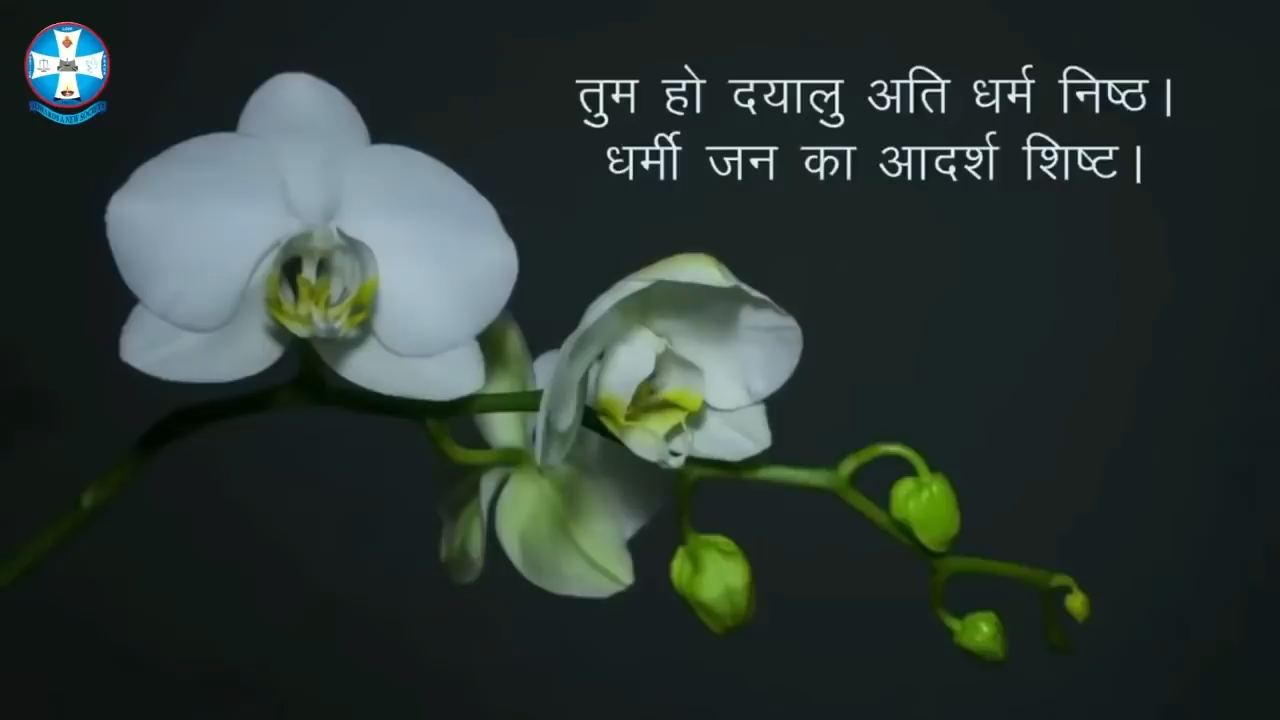 तुम हो दयालु अति धर्म निष्ठ।
धर्मी जन का आदर्श शिष्ट।